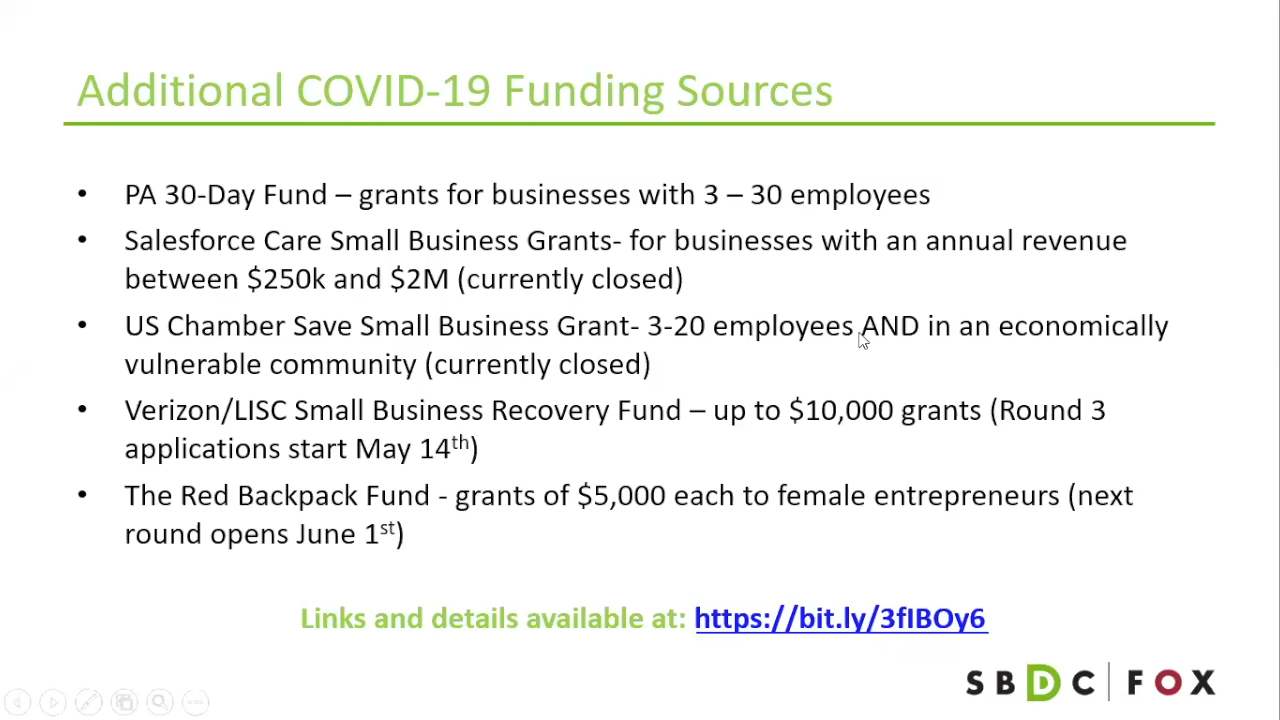 Additional COVID-19 Funding Sources
• PA 30-Day Fund – grants for businesses with 3 – 30 employees
• Salesforce Care Small Business Grants- for businesses with an annual revenue
between $250k and $2M (currently closed)
• US Chamber Save Small Business Grant- 3-20 employees AND in an economically
vulnerable community (currently closed)
• Verizon/LISC Small Business Recovery Fund – up to $10,000 grants (Round 3
applications start May 14th)
• The Red Backpack Fund - grants of $5,000 each to female entrepreneurs (next
round opens June 1st)
Links and details available at: https://bit.ly/3fIBOy6
SBDC | FOX